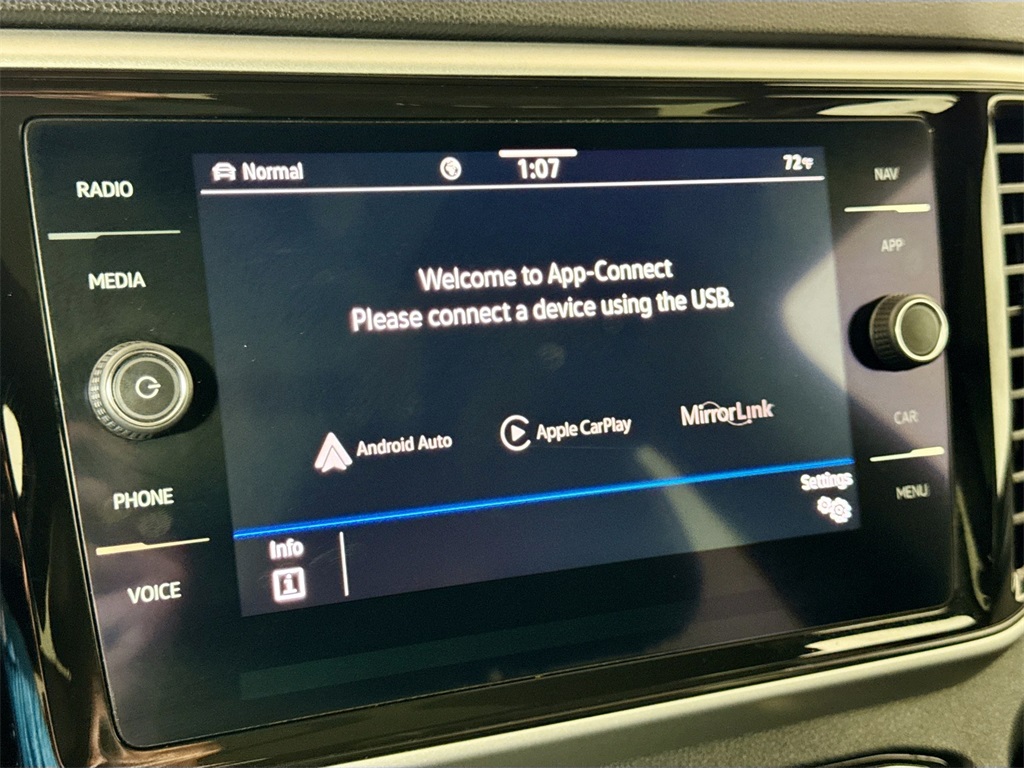 RADIO
MEDIA
PHONE
VOICE
Normal
1:07
72°F
Welcome to App-Connect
Please connect a device using the USB.
Android Auto
Apple CarPlay
MirrorLink
Settings
Info
NAV
APP
CAR
MENU